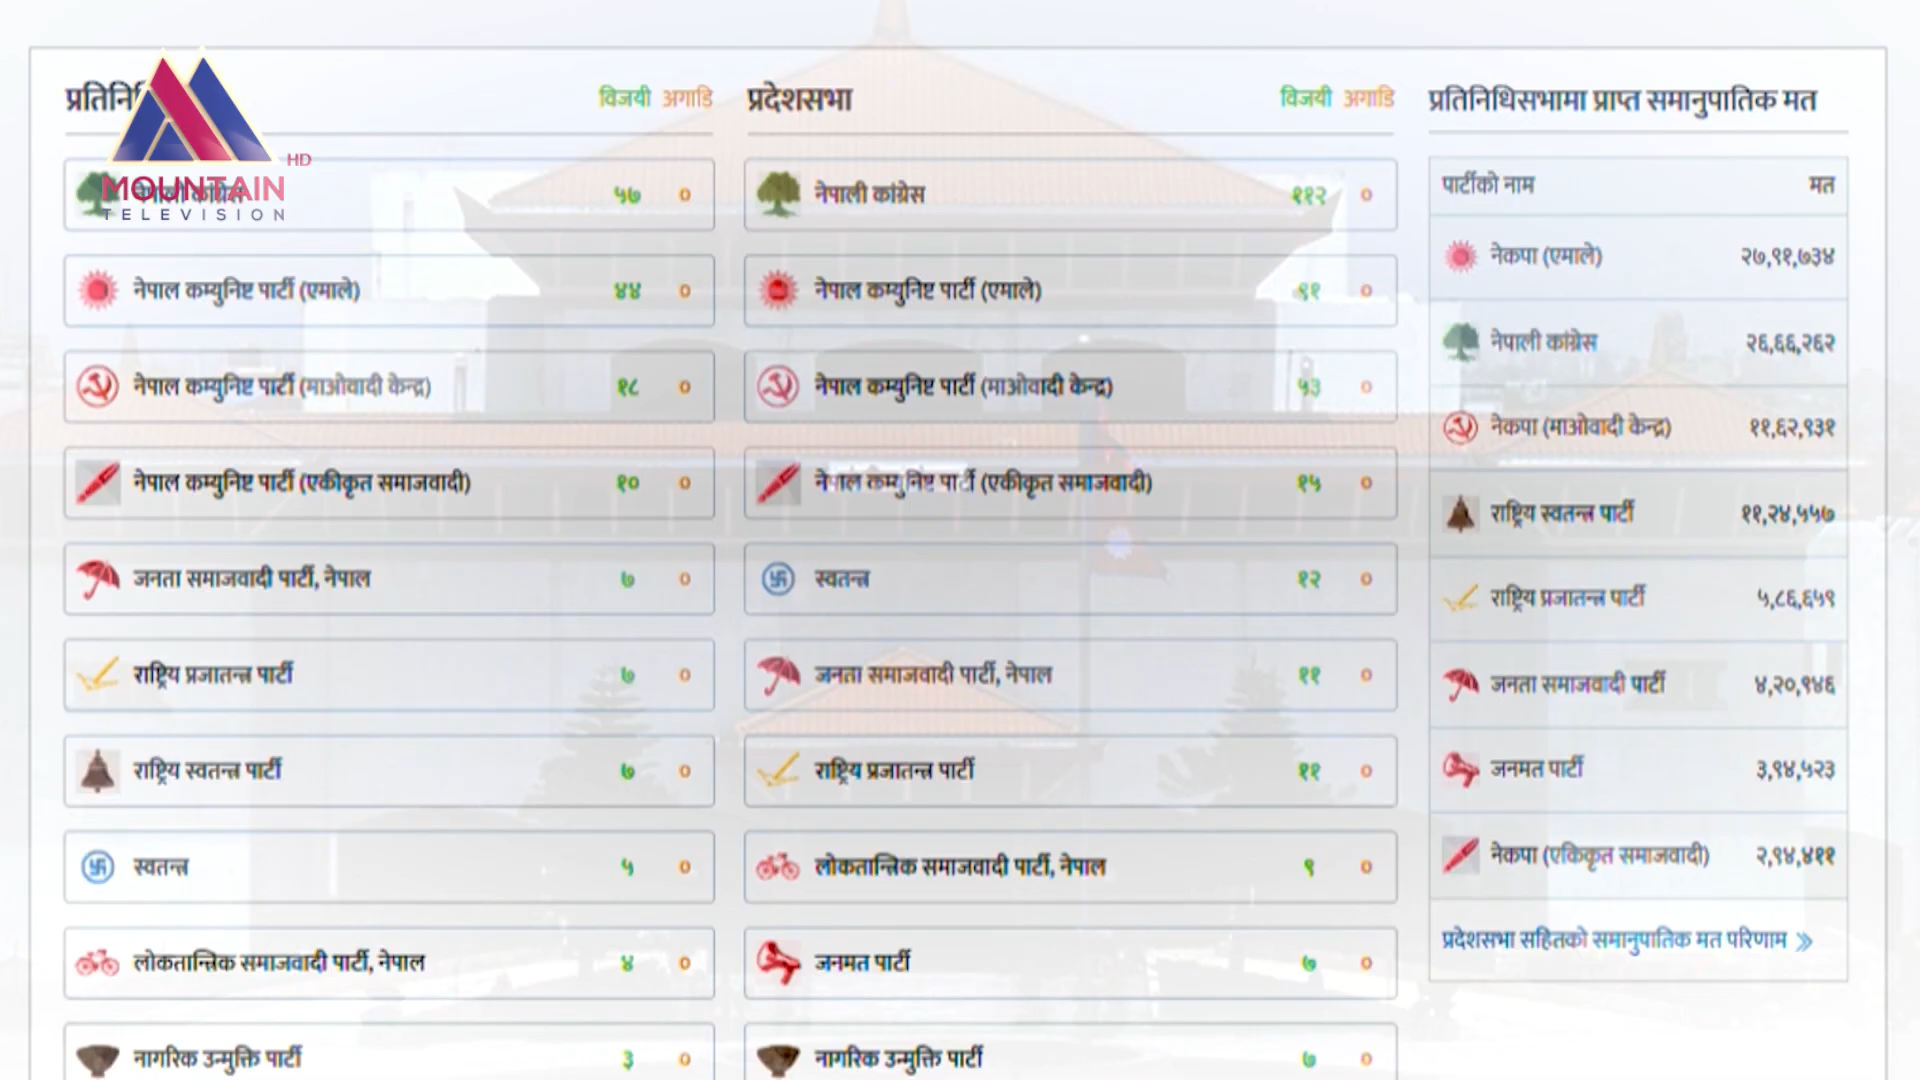 प्रतिनि
विजयी अगाडि
MOUNTAIN HD
TELEVISION
५७ ०
नेपाल कम्युनिष्ट पार्टी (एमाले) ४४ ०
नेपाल कम्युनिष्ट पार्टी (माओवादी केन्द्र) १८ ०
नेपाल कम्युनिष्ट पार्टी (एकीकृत समाजवादी) १० ०
जनता समाजवादी पार्टी, नेपाल ७ ०
राष्ट्रिय प्रजातन्त्र पार्टी ७ ०
राष्ट्रिय स्वतन्त्र पार्टी ७ ०
स्वतन्त्र ५ ०
लोकतान्त्रिक समाजवादी पार्टी, नेपाल ४ ०
नागरिक उन्मुक्ति पार्टी ३ ०
प्रदेशसभा विजयी अगाडि
नेपाली कांग्रेस ११२ ०
नेपाल कम्युनिष्ट पार्टी (एमाले) ९१ ०
नेपाल कम्युनिष्ट पार्टी (माओवादी केन्द्र) ५३ ०
नेपाल कम्युनिष्ट पार्टी (एकीकृत समाजवादी) १५ ०
स्वतन्त्र १२ ०
जनता समाजवादी पार्टी, नेपाल ११ ०
राष्ट्रिय प्रजातन्त्र पार्टी ११ ०
लोकतान्त्रिक समाजवादी पार्टी, नेपाल ९ ०
जनमत पार्टी ७ ०
नागरिक उन्मुक्ति पार्टी ७ ०
प्रतिनिधिसभामा प्राप्त समानुपातिक मत
पार्टीको नाम मत
नेकपा (एमाले) २७,९१,७३४
नेपाली कांग्रेस २६,६६,२६२
नेकपा (माओवादी केन्द्र) ११,६२,९३१
राष्ट्रिय स्वतन्त्र पार्टी ११,२४,५५७
राष्ट्रिय प्रजातन्त्र पार्टी ५,८६,६५९
जनता समाजवादी पार्टी ४,२०,९४६
जनमत पार्टी ३,९४,५२३
नेकपा (एकिकृत समाजवादी) २,९४,४११
प्रदेशसभा सहितको समानुपातिक मत परिणाम »